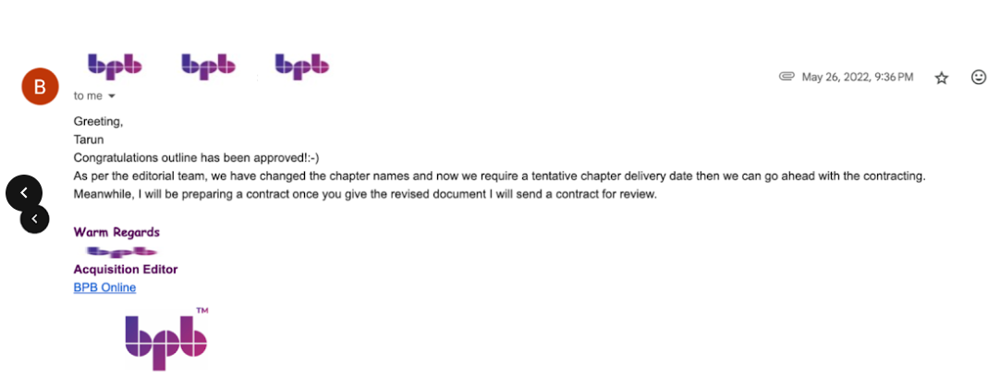 bpb bpb bpb
B
May 26, 2022, 9:36 PM
to me
Greeting,
Tarun
Congratulations outline has been approved!:-)
As per the editorial team, we have changed the chapter names and now we require a tentative chapter delivery date then we can go ahead with the contracting.
Meanwhile, I will be preparing a contract once you give the revised document I will send a contract for review.
Warm Regards
bpb
Acquisition Editor
BPB Online
bpb TM